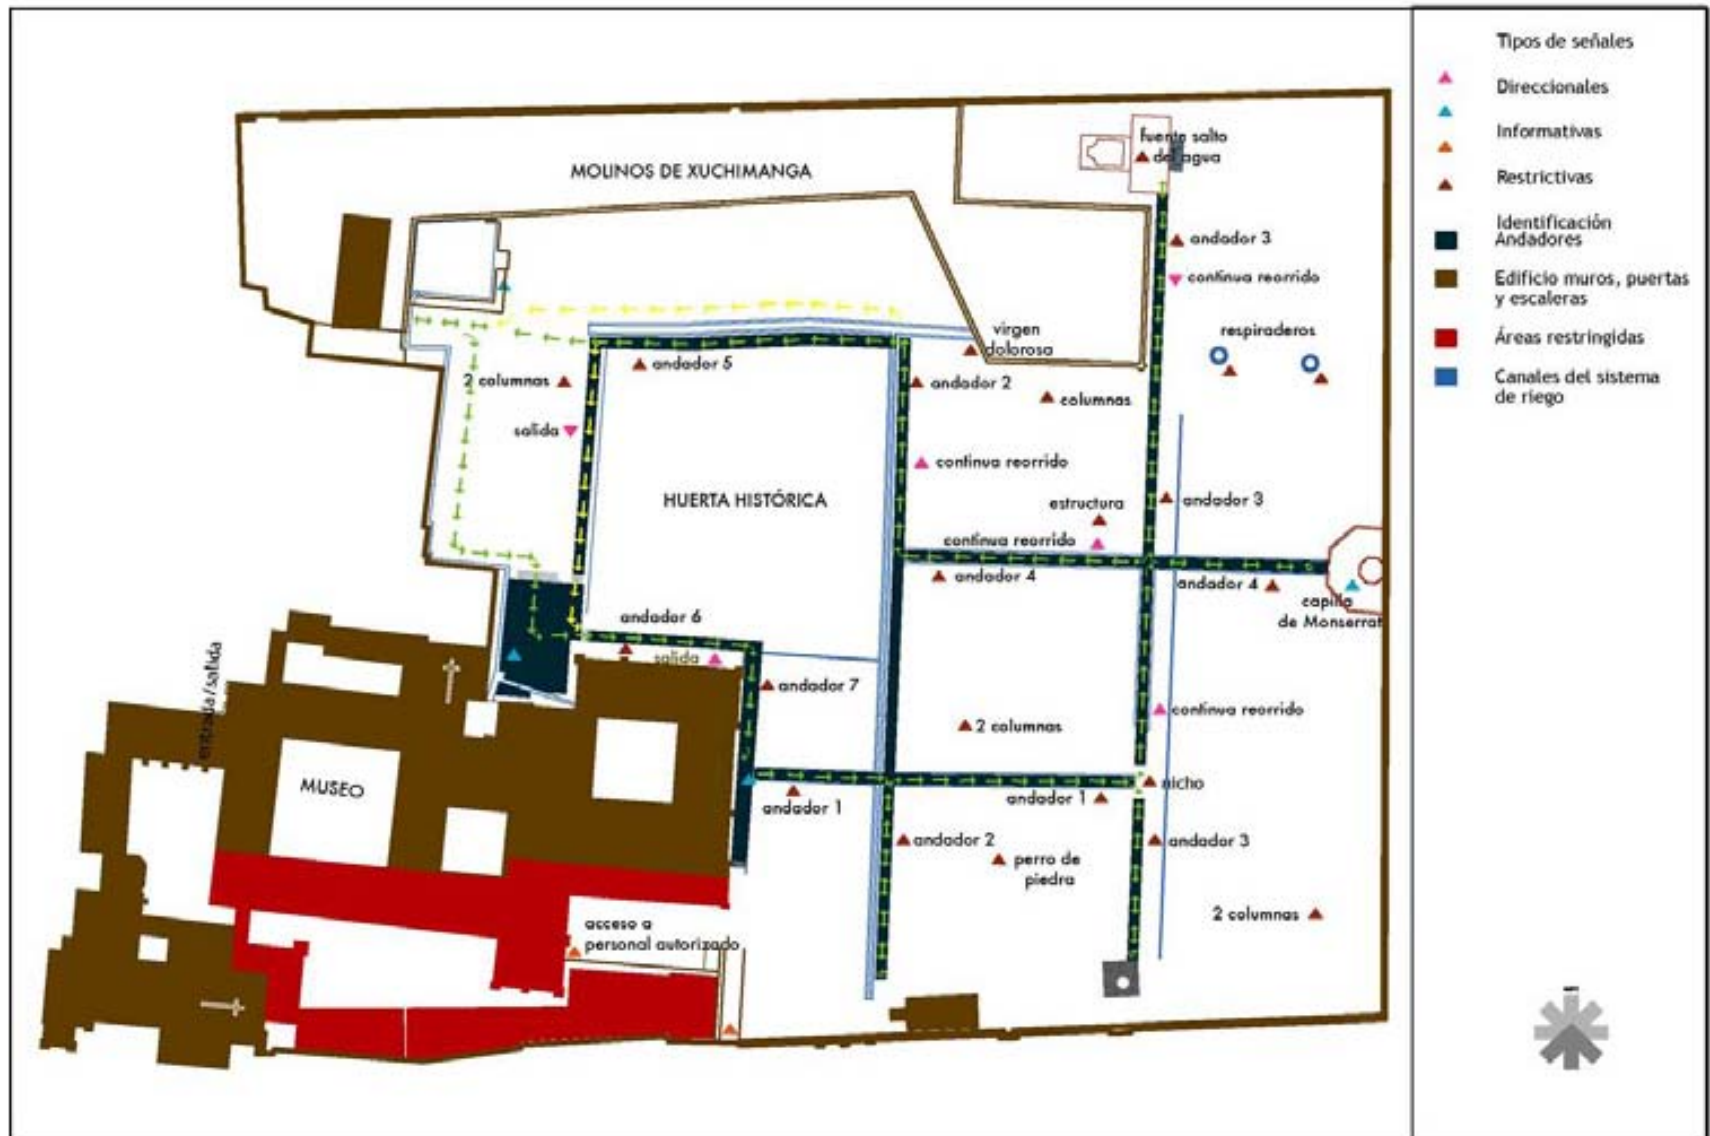 MOLINOS DE XUCHIMANGA
fuente salto
del agua
andador 3
continua reorrido
respiraderos
virgen
dolorosa
2 columnas
andador 5
andador 2
columnas
salida
continua reorrido
HUERTA HISTÓRICA
estructura
andador 3
continua reorrido
andador 4
andador 4
capilla
de Monserrat
andador 6
salida
andador 7
entrada/salida
continua reorrido
2 columnas
MUSEO
nicho
andador 1
andador 1
andador 2
andador 3
perro de
piedra
2 columnas
acceso a
personal autorizado
Tipos de señales
Direccionales
Informativas
Restrictivas
Identificación
Andadores
Edificio muros, puertas
y escaleras
Áreas restringidas
Canales del sistema
de riego